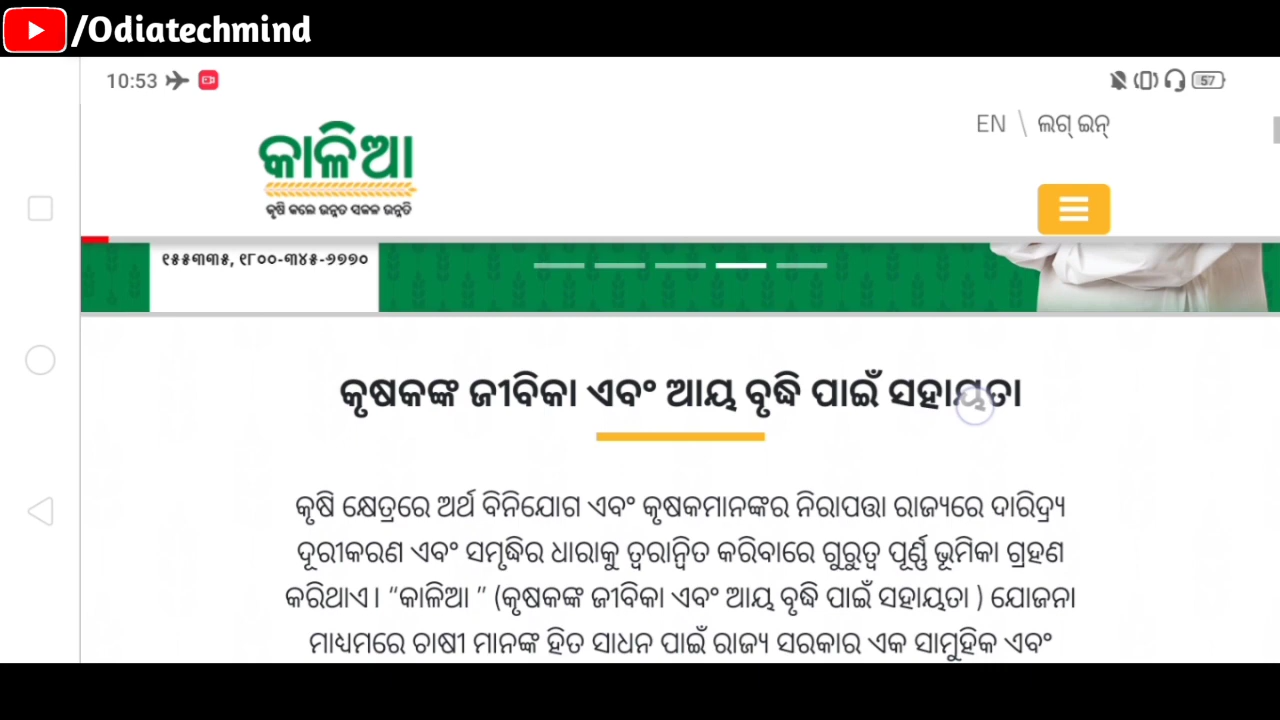 /Odiatechmind
10:53
57
EN \ ଲଗ୍ ଇନ୍
କାଳିଆ
କୃଷି କଲେ ଉନ୍ନତ ସକଳ ଉନ୍ନତି
୧୫୫୩୩୫, ୧୮୦୦-୩୪୫-୬୭୭୦
କୃଷକଙ୍କ ଜୀବିକା ଏବଂ ଆୟ ବୃଦ୍ଧି ପାଇଁ ସହାୟତା
କୃଷି କ୍ଷେତ୍ରରେ ଅର୍ଥ ବିନିଯୋଗ ଏବଂ କୃଷକମାନଙ୍କର ନିରାପତ୍ତା ରାଜ୍ୟରେ ଦାରିଦ୍ର୍ୟ
ଦୂରୀକରଣ ଏବଂ ସମୃଦ୍ଧିର ଧାରାକୁ ତ୍ୱରାନ୍ୱିତ କରିବାରେ ଗୁରୁତ୍ୱ ପୂର୍ଣ୍ଣ ଭୂମିକା ଗ୍ରହଣ
କରିଥାଏ । “କାଳିଆ ” (କୃଷକଙ୍କ ଜୀବିକା ଏବଂ ଆୟ ବୃଦ୍ଧି ପାଇଁ ସହାୟତା ) ଯୋଜନା
ମାଧ୍ୟମରେ ଚାଷୀ ମାନଙ୍କ ହିତ ସାଧନ ପାଇଁ ରାଜ୍ୟ ସରକାର ଏକ ସାମୁହିକ ଏବଂ